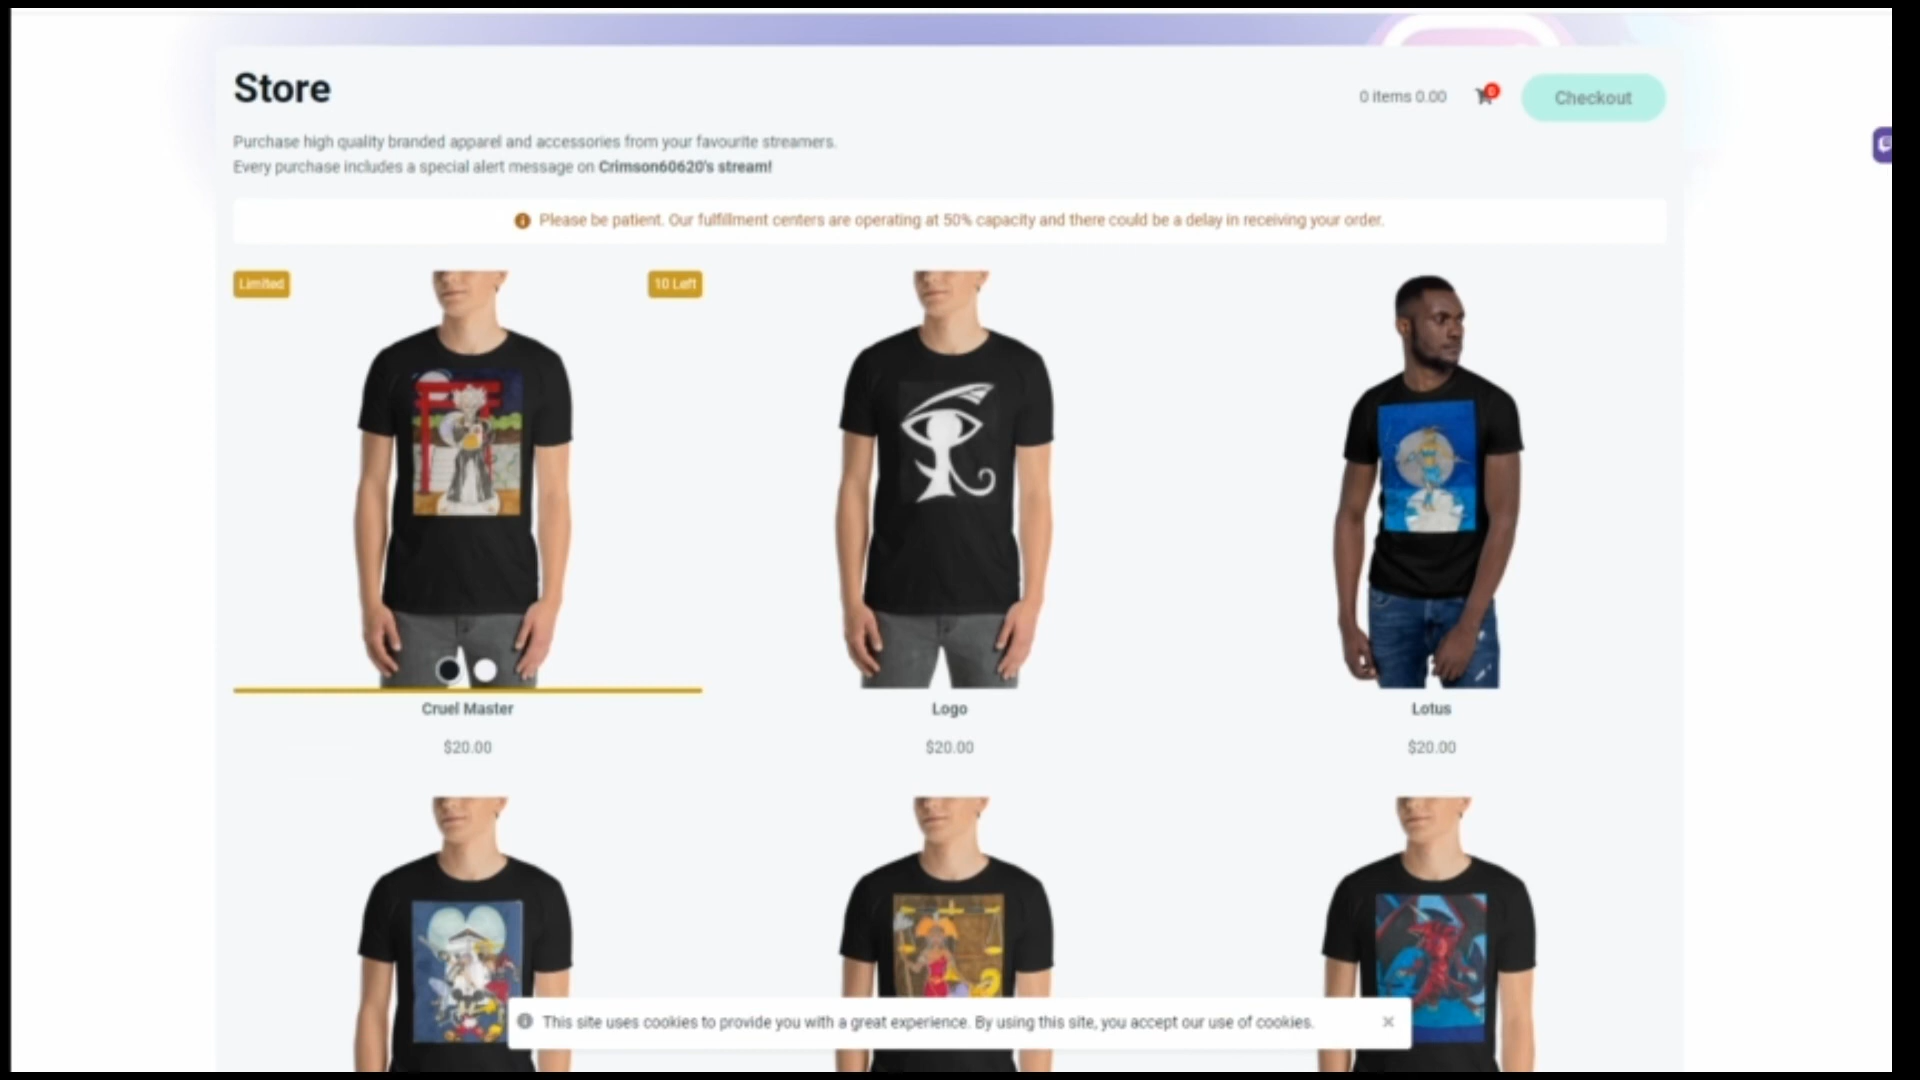 Store
0 items 0.00
0
Checkout
Purchase high quality branded apparel and accessories from your favourite streamers.
Every purchase includes a special alert message on Crimson60620's stream!
Please be patient. Our fulfillment centers are operating at 50% capacity and there could be a delay in receiving your order.
Limited
10 Left
Cruel Master
Logo
Lotus
$20.00
$20.00
$20.00
This site uses cookies to provide you with a great experience. By using this site, you accept our use of cookies.